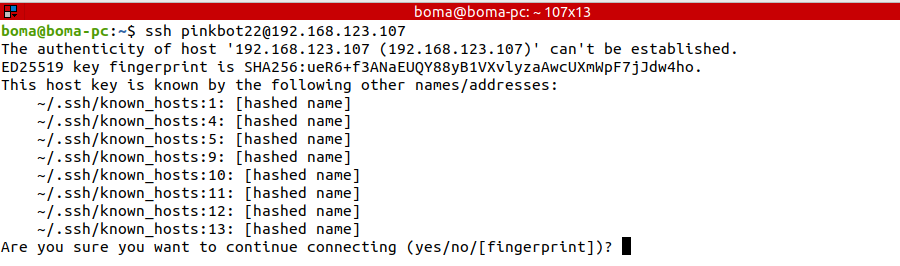 boma@boma-pc: ~ 107x13
boma@boma-pc:~$ ssh pinkbot22@192.168.123.107
The authenticity of host '192.168.123.107 (192.168.123.107)' can't be established.
ED25519 key fingerprint is SHA256:ueR6+f3ANaEUQY88yB1VXvlyzaAwcUXmWpF7jJdw4ho.
This host key is known by the following other names/addresses:
    ~/.ssh/known_hosts:1: [hashed name]
    ~/.ssh/known_hosts:4: [hashed name]
    ~/.ssh/known_hosts:5: [hashed name]
    ~/.ssh/known_hosts:9: [hashed name]
    ~/.ssh/known_hosts:10: [hashed name]
    ~/.ssh/known_hosts:11: [hashed name]
    ~/.ssh/known_hosts:12: [hashed name]
    ~/.ssh/known_hosts:13: [hashed name]
Are you sure you want to continue connecting (yes/no/[fingerprint])?